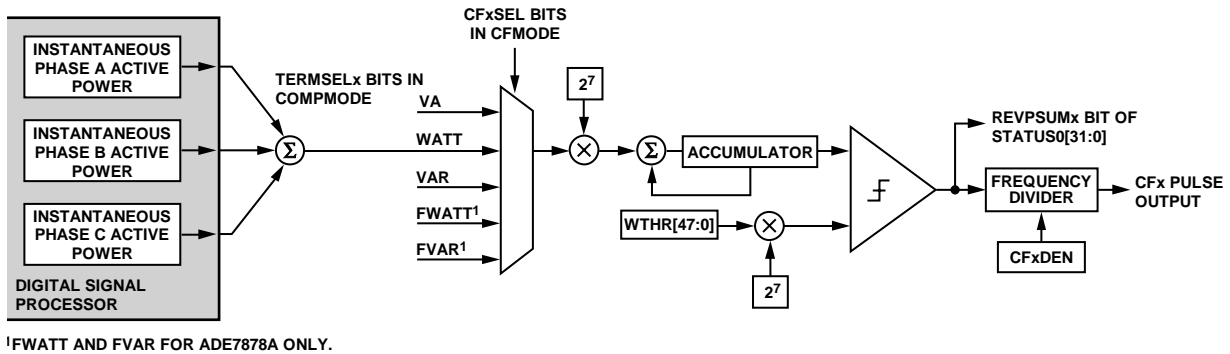 INSTANTANEOUS
PHASE A ACTIVE
POWER
INSTANTANEOUS
PHASE B ACTIVE
POWER
INSTANTANEOUS
PHASE C ACTIVE
POWER
DIGITAL SIGNAL
PROCESSOR
TERMSELx BITS IN
COMPMODE
Σ
CFxSEL BITS
IN CFMODE
VA
WATT
VAR
FWATT¹
FVAR¹
2⁷
×
Σ
ACCUMULATOR
WTHR[47:0]
×
2⁷
REVPSUMx BIT OF
STATUS0[31:0]
FREQUENCY
DIVIDER
CFx PULSE
OUTPUT
CFxDEN
¹FWATT AND FVAR FOR ADE7878A ONLY.